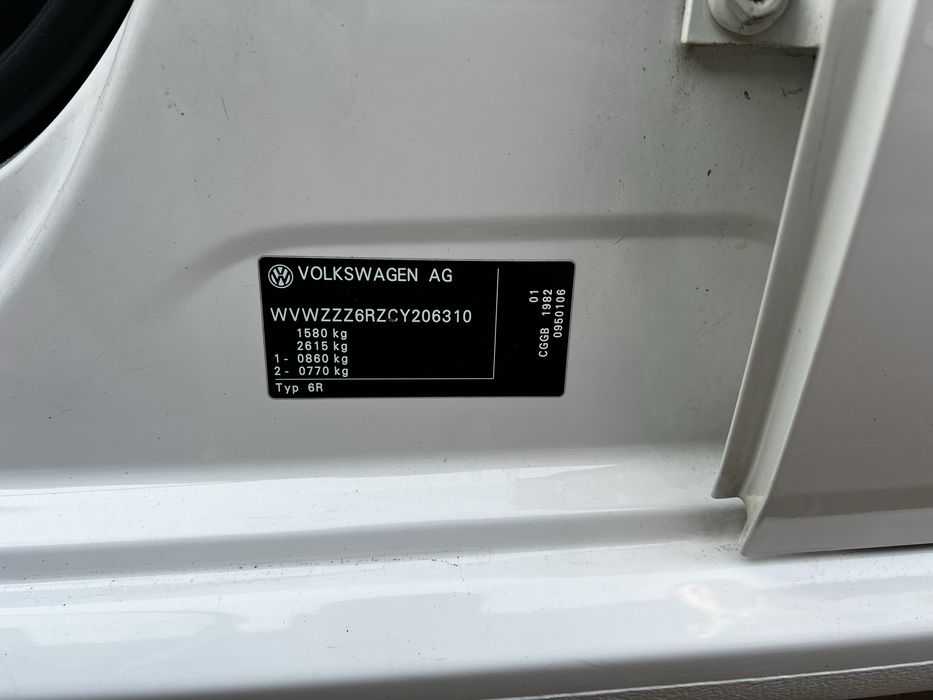 VOLKSWAGEN AG
WVWZZZ6RZCY206310
1580 kg
2615 kg
1- 0860 kg
2- 0770 kg
Typ 6R
01
CGGB 1982
0950106